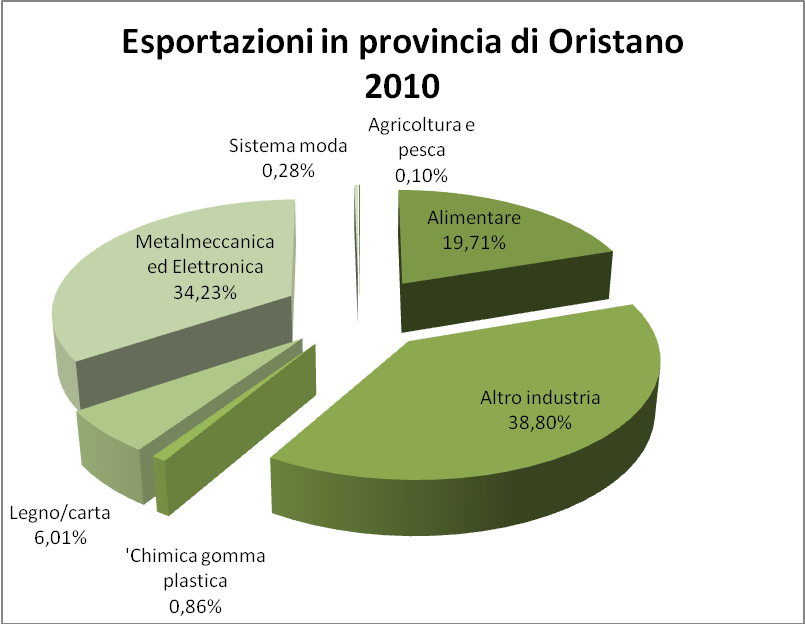 Esportazioni in provincia di Oristano
2010
Sistema moda
0,28%
Agricoltura e
pesca
0,10%
Alimentare
19,71%
Metalmeccanica
ed Elettronica
34,23%
Altro industria
38,80%
Legno/carta
6,01%
'Chimica gomma
plastica
0,86%